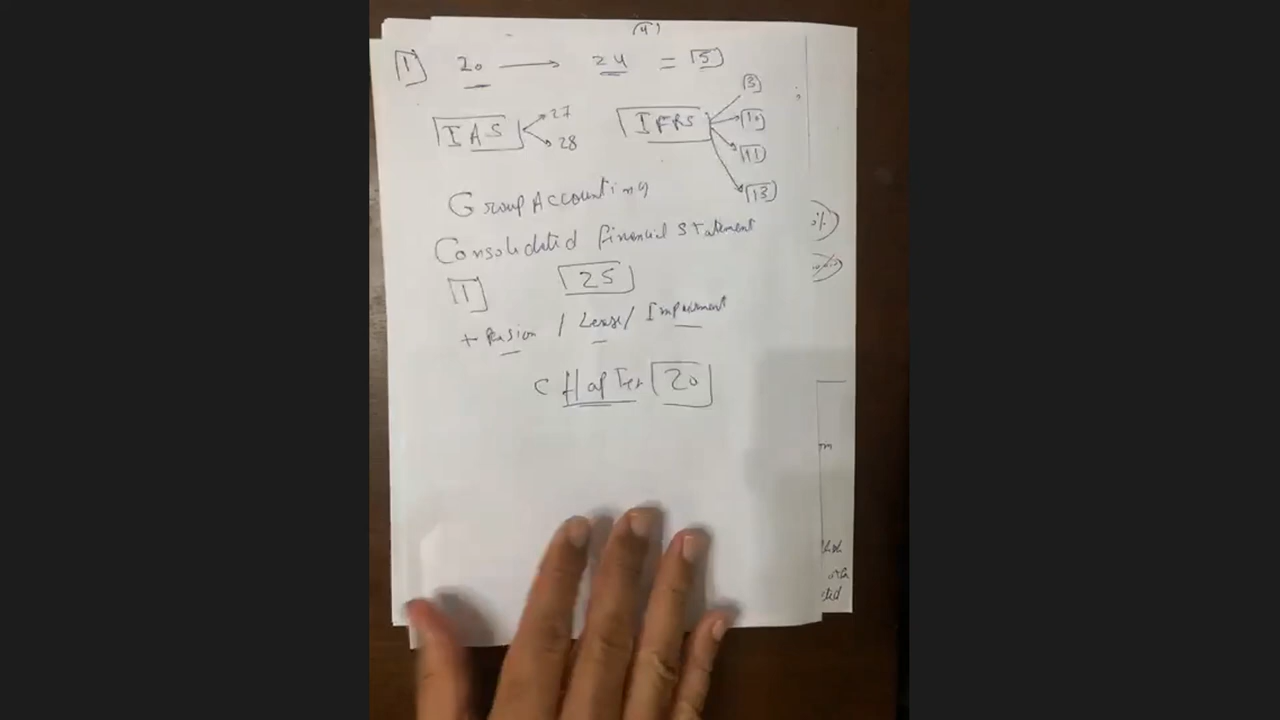 (4)
1 20 → 24 = 5
IAS 27 28 IFRS 3 10 11 13
Group Accounting
Consolidated financial Statement
1 25
+ Pension / Lease / Impairment
CHapTer 20
%